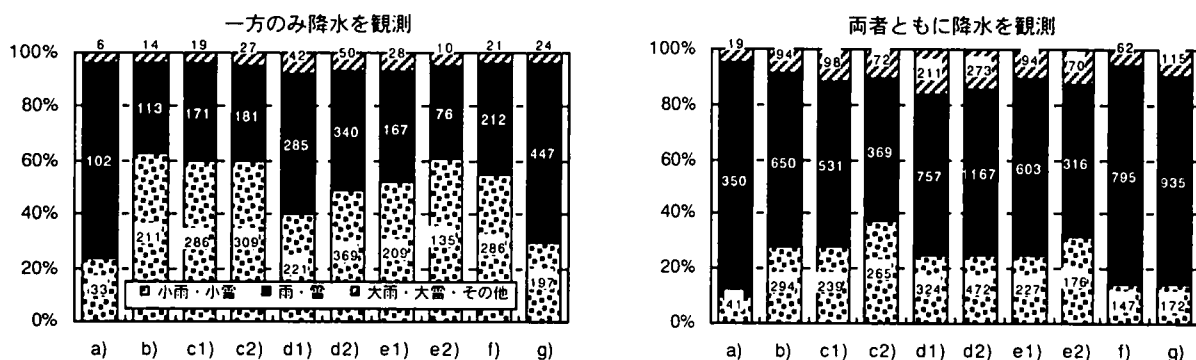 一方のみ降水を観測
6 14 19 27 42 50 28 10 21 24
100%
80%
60%
40%
20%
0%
102 113 171 181 285 340 167 76 212 447
33 211 286 309 221 369 209 135 286 197
小雨・小雪 雨・雪 大雨・大雪・その他
a) b) c1) c2) d1) d2) e1) e2) f) g)
両者ともに降水を観測
19 94 98 72 211 273 94 70 62 115
100%
80%
60%
40%
20%
0%
350 650 531 369 757 1167 603 316 795 935
41 294 239 265 324 472 227 176 147 172
a) b) c1) c2) d1) d2) e1) e2) f) g)